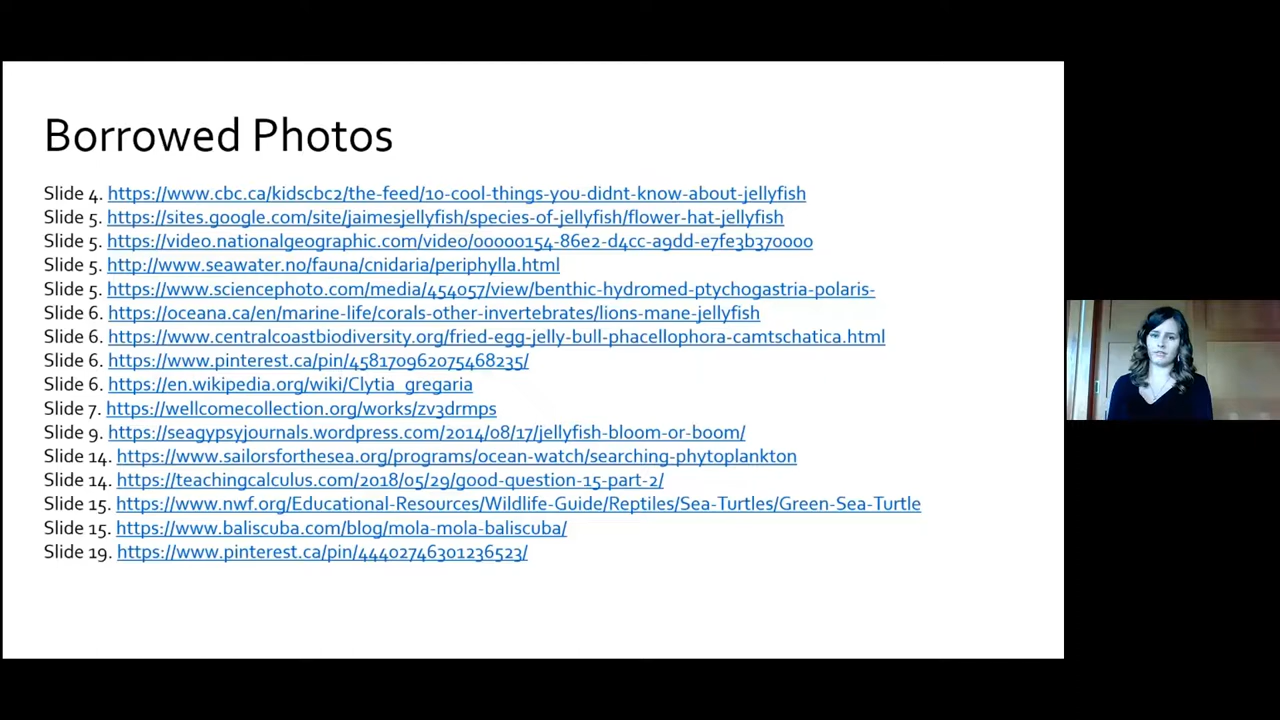 Borrowed Photos
Slide 4. https://www.cbc.ca/kidscbc2/the-feed/10-cool-things-you-didnt-know-about-jellyfish
Slide 5. https://sites.google.com/site/jaimesjellyfish/species-of-jellyfish/flower-hat-jellyfish
Slide 5. https://video.nationalgeographic.com/video/00000154-86e2-d4cc-a9dd-e7fe3b370000
Slide 5. http://www.seawater.no/fauna/cnidaria/periphylla.html
Slide 5. https://www.sciencephoto.com/media/454057/view/benthic-hydromed-ptychogastria-polaris-
Slide 6. https://oceana.ca/en/marine-life/corals-other-invertebrates/lions-mane-jellyfish
Slide 6. https://www.centralcoastbiodiversity.org/fried-egg-jelly-bull-phacellophora-camtschatica.html
Slide 6. https://www.pinterest.ca/pin/458170962075468235/
Slide 6. https://en.wikipedia.org/wiki/Clytia_gregaria
Slide 7. https://wellcomecollection.org/works/zv3drmps
Slide 9. https://seagypsyjournals.wordpress.com/2014/08/17/jellyfish-bloom-or-boom/
Slide 14. https://www.sailorsforthesea.org/programs/ocean-watch/searching-phytoplankton
Slide 14. https://teachingcalculus.com/2018/05/29/good-question-15-part-2/
Slide 15. https://www.nwf.org/Educational-Resources/Wildlife-Guide/Reptiles/Sea-Turtles/Green-Sea-Turtle
Slide 15. https://www.baliscuba.com/blog/mola-mola-baliscuba/
Slide 19. https://www.pinterest.ca/pin/44402746301236523/